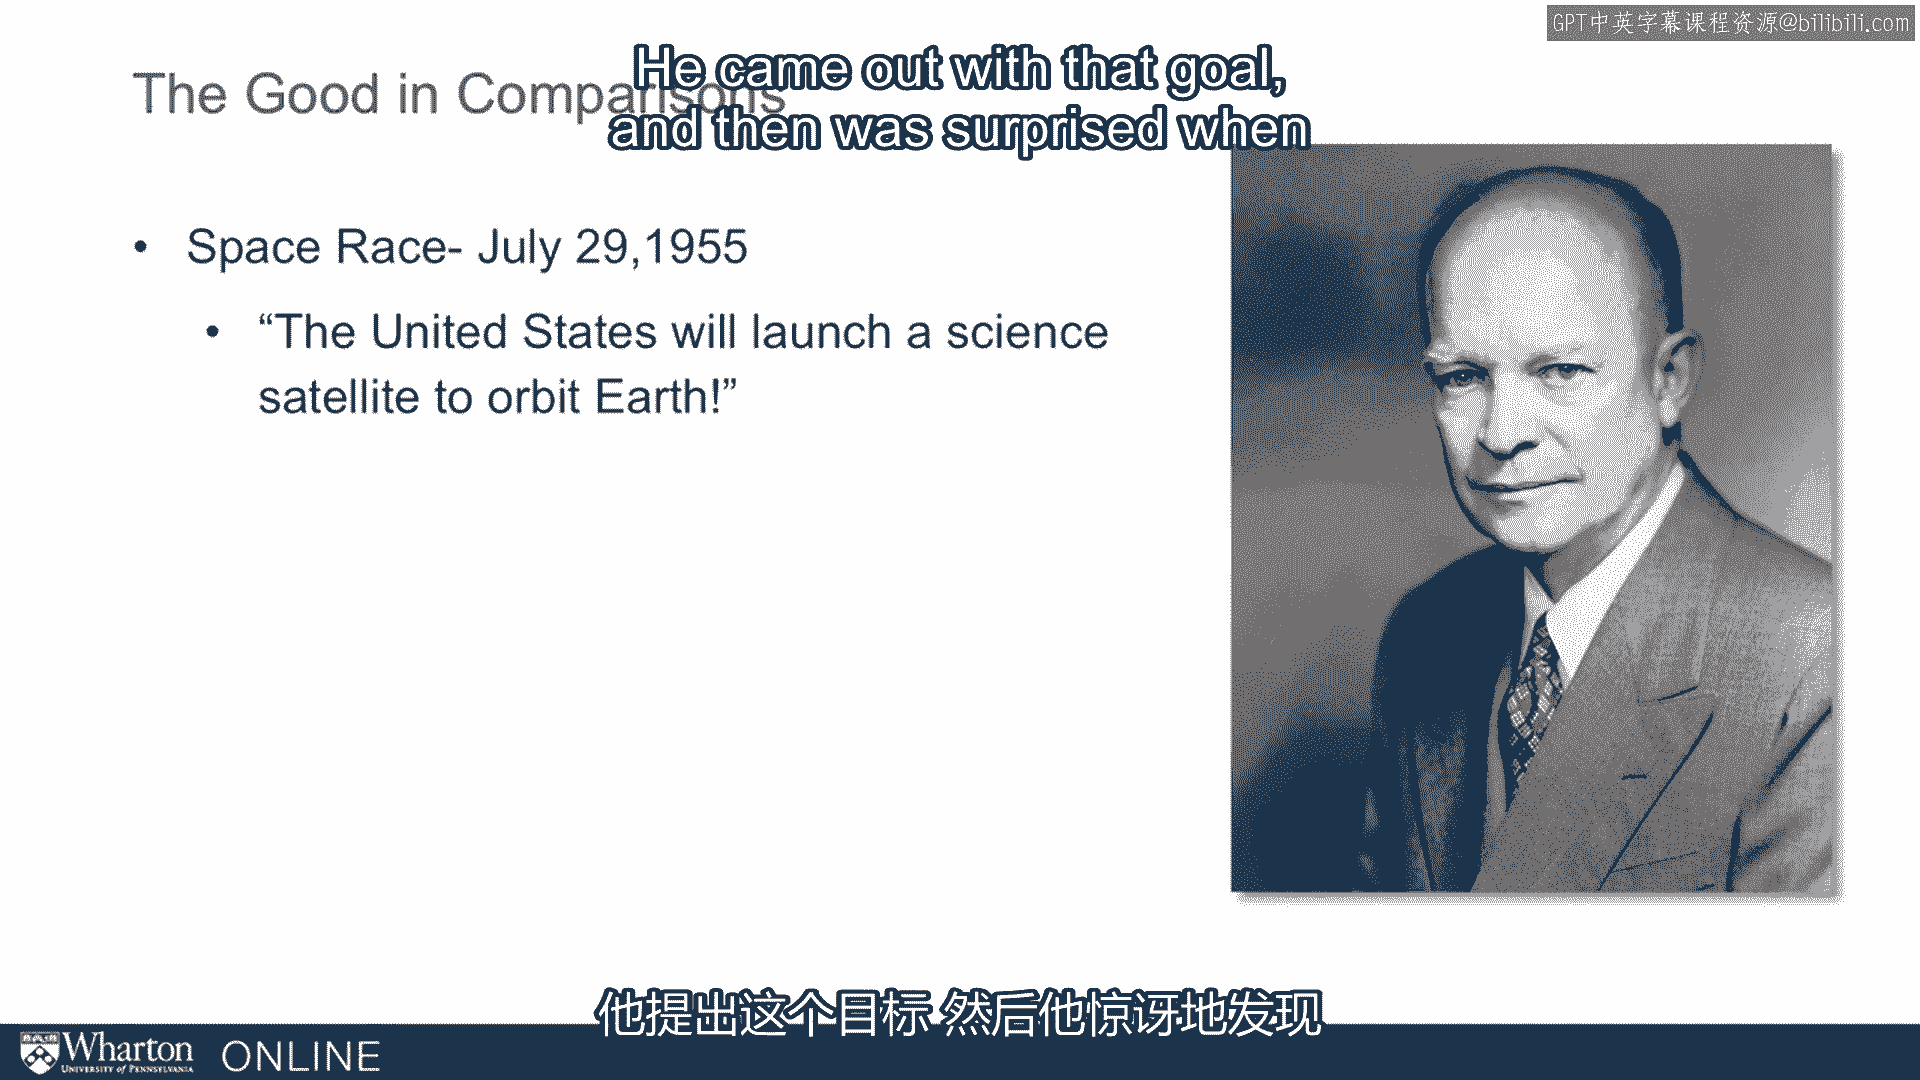 GPT中英字幕课程资源@bilibili.com
He came out with that goal,
and then was surprised when
The Good in Comparisons
• Space Race- July 29,1955
• “The United States will launch a science
satellite to orbit Earth!”
他提出这个目标 然后他惊讶地发现
Wharton ONLINE
UNIVERSITY of PENNSYLVANIA